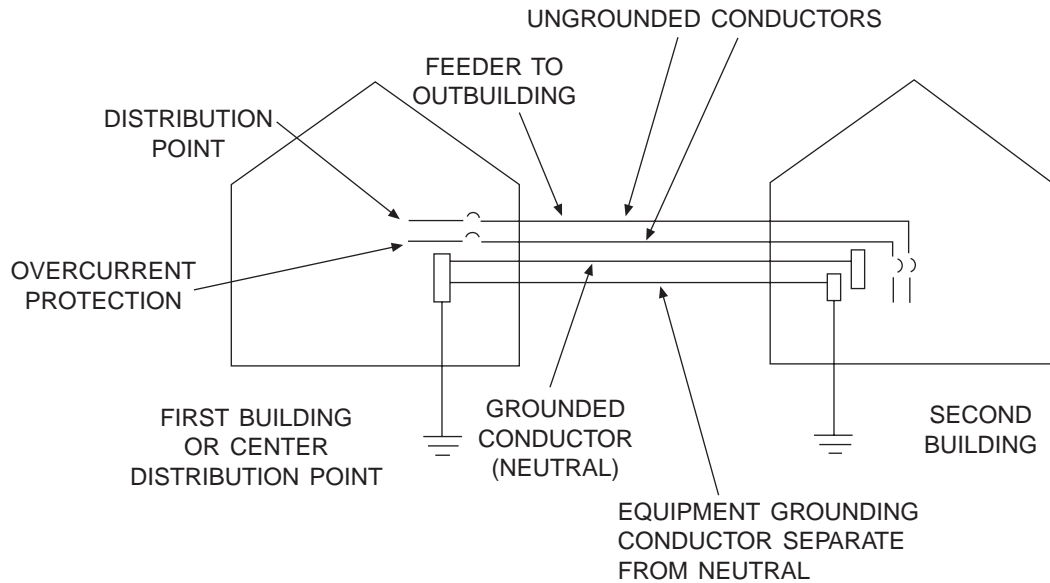 UNGROUNDED CONDUCTORS
FEEDER TO
OUTBUILDING
DISTRIBUTION
POINT
OVERCURRENT
PROTECTION
FIRST BUILDING
OR CENTER
DISTRIBUTION POINT
GROUNDED
CONDUCTOR
(NEUTRAL)
SECOND
BUILDING
EQUIPMENT GROUNDING
CONDUCTOR SEPARATE
FROM NEUTRAL